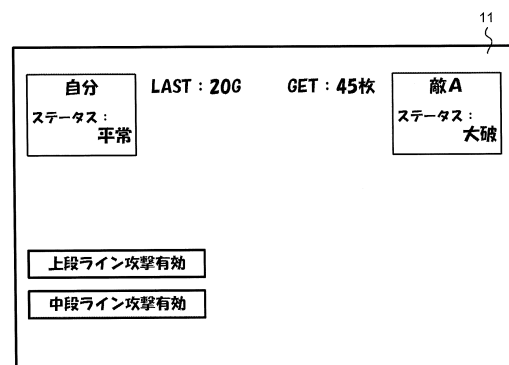 11
自分 LAST：20G GET：45枚 敵A
ステータス： ステータス：
平常 大破
上段ライン攻撃有効
中段ライン攻撃有効